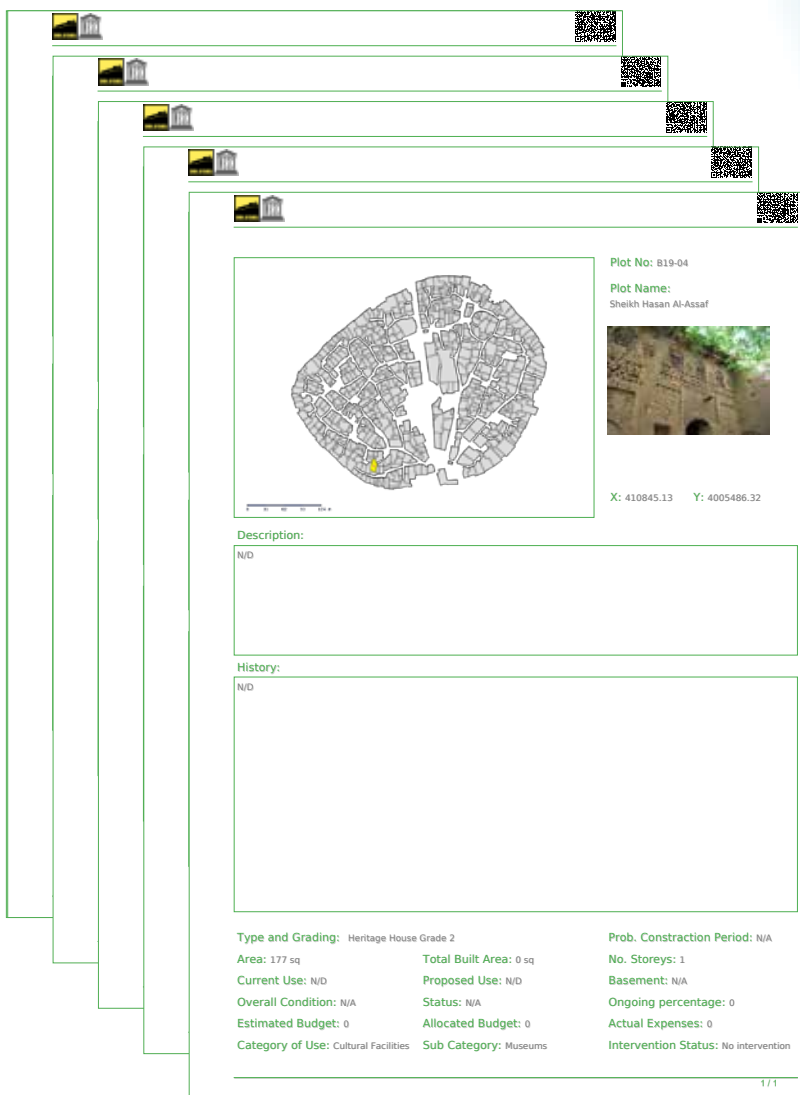 Plot No: B19-04
Plot Name:
Sheikh Hasan Al-Assaf
X: 410845.13 Y: 4005486.32
Description:
N/D
History:
N/D
Type and Grading: Heritage House Grade 2 Prob. Constraction Period: N/A
Area: 177 sq Total Built Area: 0 sq No. Storeys: 1
Current Use: N/D Proposed Use: N/D Basement: N/A
Overall Condition: N/A Status: N/A Ongoing percentage: 0
Estimated Budget: 0 Allocated Budget: 0 Actual Expenses: 0
Category of Use: Cultural Facilities Sub Category: Museums Intervention Status: No intervention
1 / 1